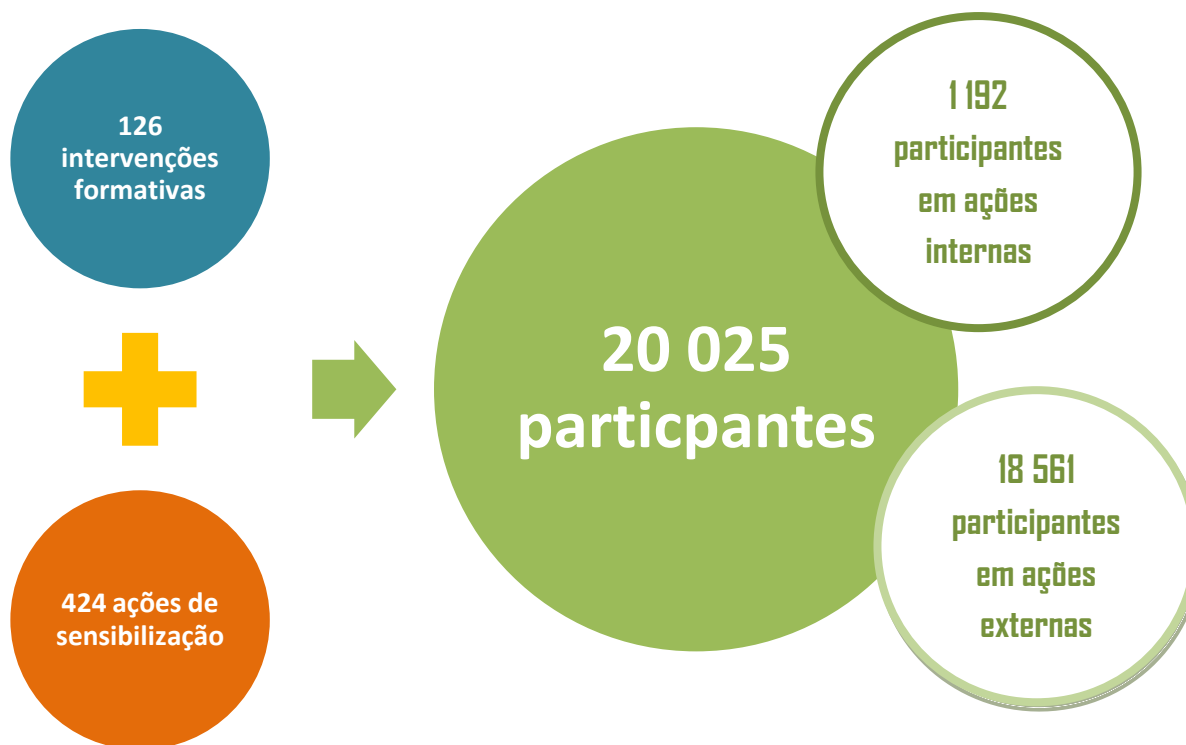 126
intervenções
formativas
424 ações de
sensibilização
20 025
particpantes
1 192
participantes
em ações
internas
18 561
participantes
em ações
externas